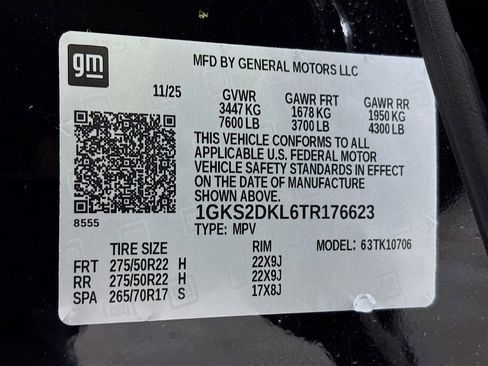 gm
MFD BY GENERAL MOTORS LLC
11/25 GVWR GAWR FRT GAWR RR
3447 KG 1678 KG 1950 KG
7600 LB 3700 LB 4300 LB
THIS VEHICLE CONFORMS TO ALL
APPLICABLE U.S. FEDERAL MOTOR
VEHICLE SAFETY STANDARDS IN EFFECT
ON THE DATE OF MANUFACTURE
SHOWN ABOVE.
8555 1GKS2DKL6TR176623
TYPE: MPV MODEL: 63TK10706
TIRE SIZE RIM
FRT 275/50R22 H 22X9J
RR 275/50R22 H 22X9J
SPA 265/70R17 S 17X8J